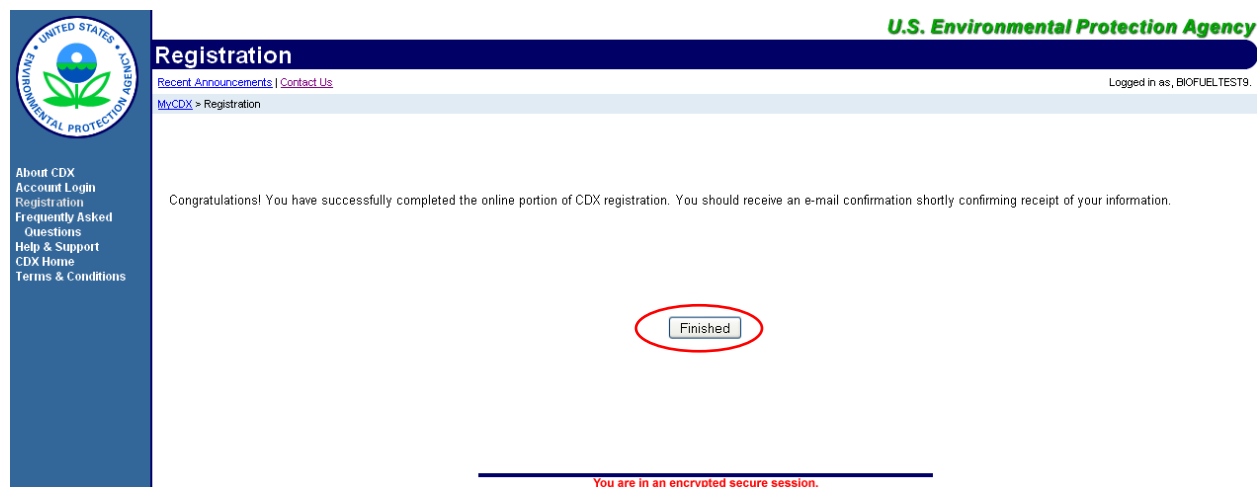 UNITED STATES
ENVIRONMENTAL PROTECTION AGENCY
U.S. Environmental Protection Agency
Registration
Recent Announcements | Contact Us
Logged in as, BIOFUELTEST9.
MyCDX > Registration
About CDX
Account Login
Registration
Frequently Asked
Questions
Help & Support
CDX Home
Terms & Conditions
Congratulations! You have successfully completed the online portion of CDX registration. You should receive an e-mail confirmation shortly confirming receipt of your information.
Finished
You are in an encrypted secure session.